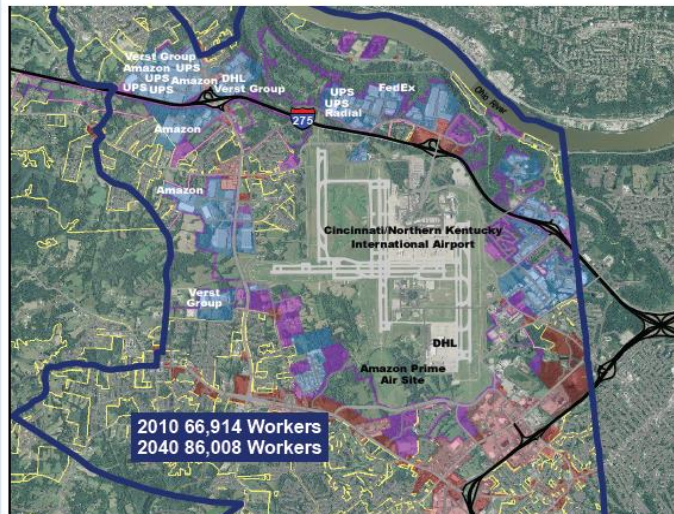 Verst Group
Amazon UPS
UPS Amazon DHL
UPS UPS Verst Group
Amazon
UPS
UPS
Radial
FedEx
275
Ohio River
Amazon
Cincinnati/Northern Kentucky
International Airport
Verst
Group
DHL
Amazon Prime
Air Site
2010 66,914 Workers
2040 86,008 Workers